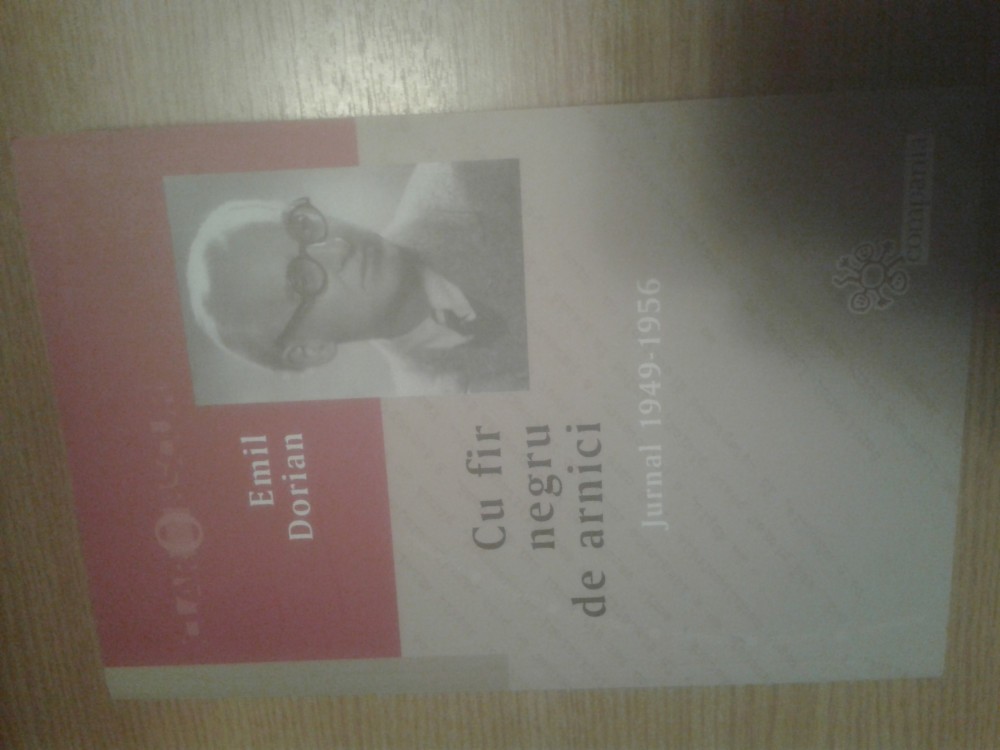 Emil
Dorian
Cu fir
negru
de arnici
Jurnal 1949-1956
compania